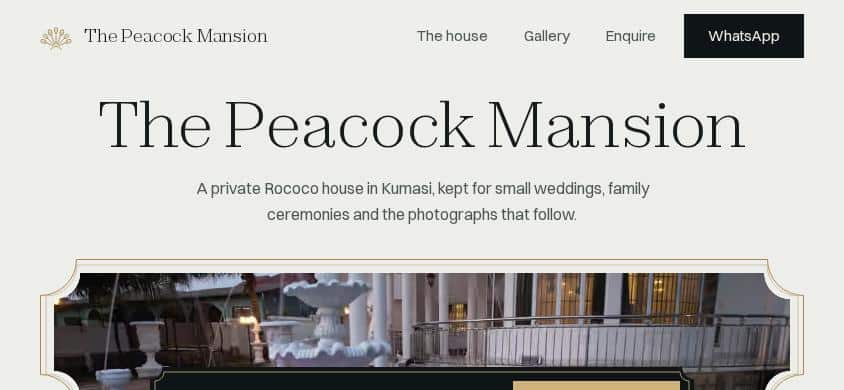 The Peacock Mansion
The house
Gallery
Enquire
WhatsApp
The Peacock Mansion
A private Rococo house in Kumasi, kept for small weddings, family
ceremonies and the photographs that follow.